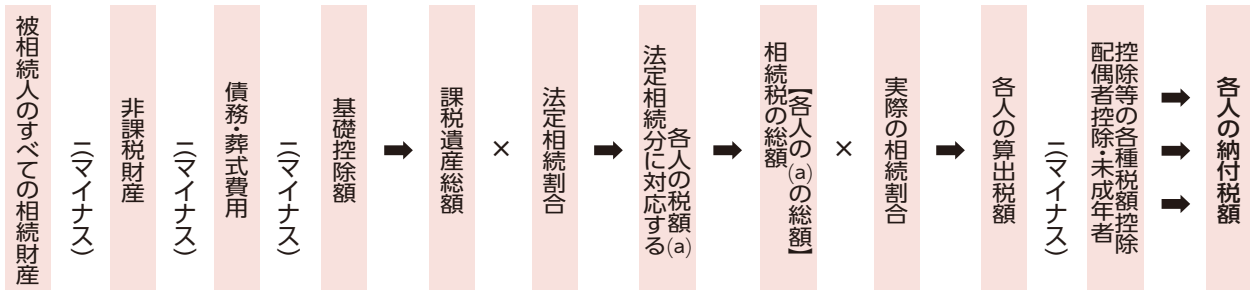 被相続人のすべての相続財産
－(マイナス)
非課税財産
－(マイナス)
債務・葬式費用
－(マイナス)
基礎控除額
➡
課税遺産総額
×
法定相続割合
➡
法定相続分に対応する
各人の税額(a)
➡
相続税の総額
【各人の(a)の総額】
×
実際の相続割合
➡
各人の算出税額
－(マイナス)
配偶者控除・未成年者
控除等の各種税額控除
➡
➡
➡
各人の納付税額